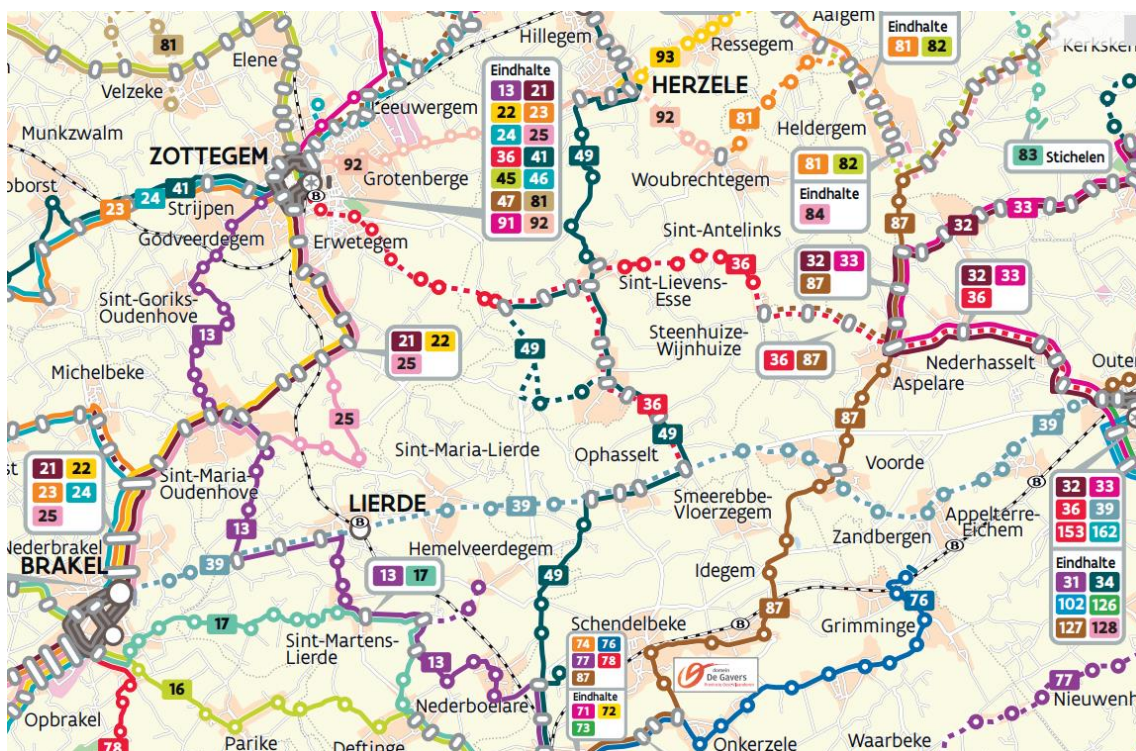 Hillegem
Ressegem
Aalgem
Eindhalte
81 82
Kerksken
81
Elene
Velzeke
93
HERZELE
Eindhalte
13 21
22 23
24 25
36 41
45 46
47 81
91 92
Leeuwergem
Munkzwalm
ZOTTEGEM
92
Grotenberge
49
92
81
Heldergem
83 Stichelen
81 82
Eindhalte
84
Woubrechtegem
B
41
24
23
Strijpen
Godveerdegem
Erwetegem
Sint-Antelinks
87
32
33
36
32 33
87
32 33
36
Sint-Lievens-
Esse
Sint-Goriks-
Oudenhove
13
Steenhuize-
Wijnhuize
21 22
25
49
36 87
Nederhasselt
Aspelare
Outer
Michelbeke
25
36
49
87
39
Sint-Maria-Lierde
Ophasselt
Voorde
Sint-Maria-
Oudenhove
21 22
23 24
25
Smeerebbe-
Vloerzegem
32 33
36 39
153 162
Eindhalte
31 34
102 126
127 128
13
LIERDE
39
B
B
Appelterre-
Eichem
Zandbergen
Nederbrakel
BRAKEL
39
Hemelveerdegem
B
13 17
49
Idegem
87
76
17
Sint-Martens-
Lierde
Schendelbeke
B
Grimminge
74 76
77 78
87
Eindhalte
71 72
73
domein
De Gavers
13
16
77
Nederboelare
Nieuwenh
Opbrakel
78
Parike
Deftinge
Onkerzele
Waarbeke